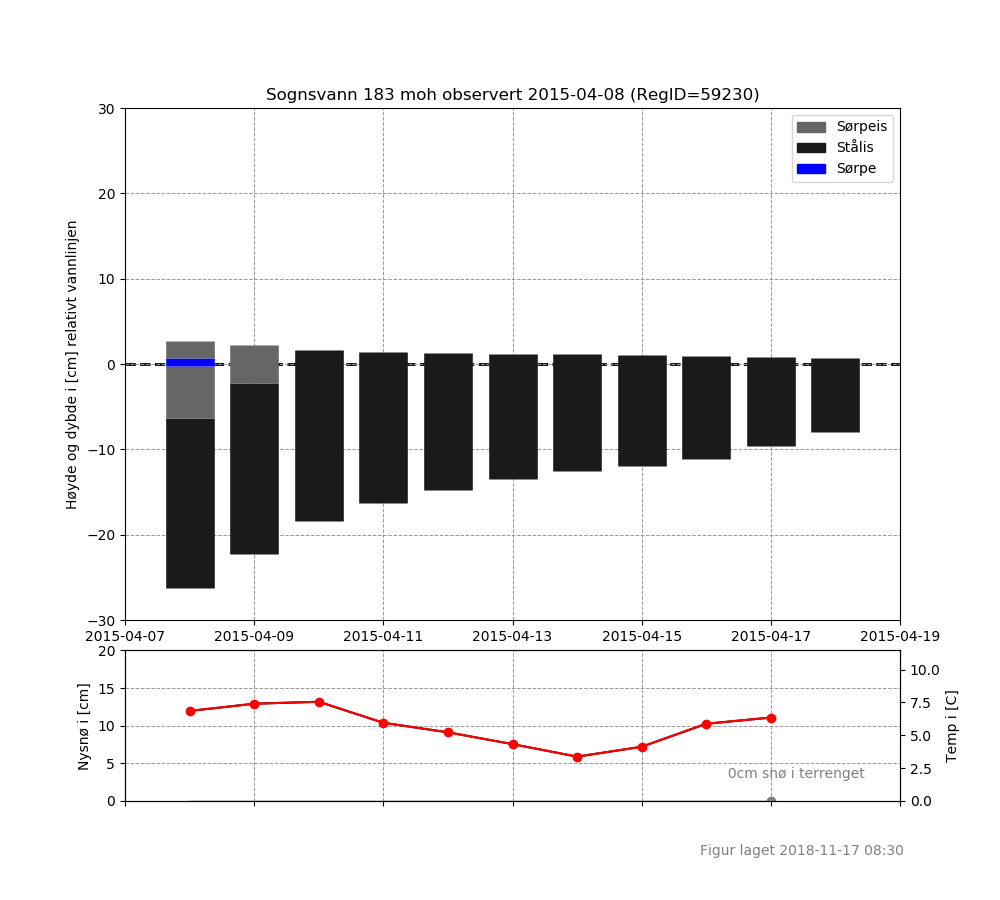 Sognsvann 183 moh observert 2015-04-08 (RegID=59230)
Høyde og dybde i [cm] relativt vannlinjen
30
20
10
0
−10
−20
−30
Sørpeis
Stålis
Sørpe
2015-04-07 2015-04-09 2015-04-11 2015-04-13 2015-04-15 2015-04-17 2015-04-19
Nysnø i [cm]
20
15
10
5
0
10.0
7.5
5.0
2.5
0.0
Temp i [C]
0cm snø i terrenget
Figur laget 2018-11-17 08:30